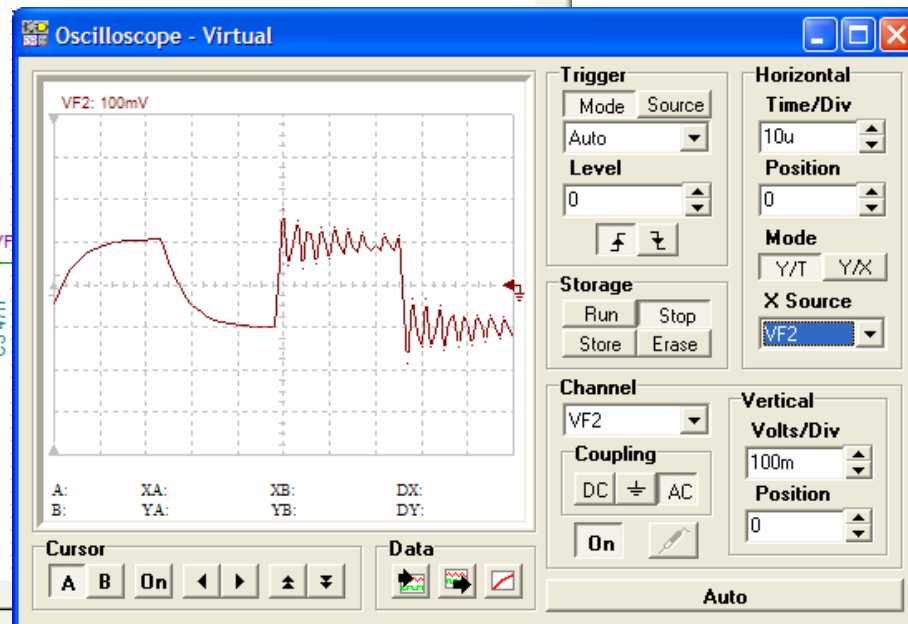 Oscilloscope - Virtual
VF2: 100mV
A: XA: XB: DX:
B: YA: YB: DY:
Cursor
A B On
Data
Trigger
Mode Source
Auto
Level
0
Storage
Run Stop
Store Erase
Channel
VF2
Coupling
DC AC
On
Horizontal
Time/Div
10u
Position
0
Mode
Y/T Y/X
X Source
VF2
Vertical
Volts/Div
100m
Position
0
Auto